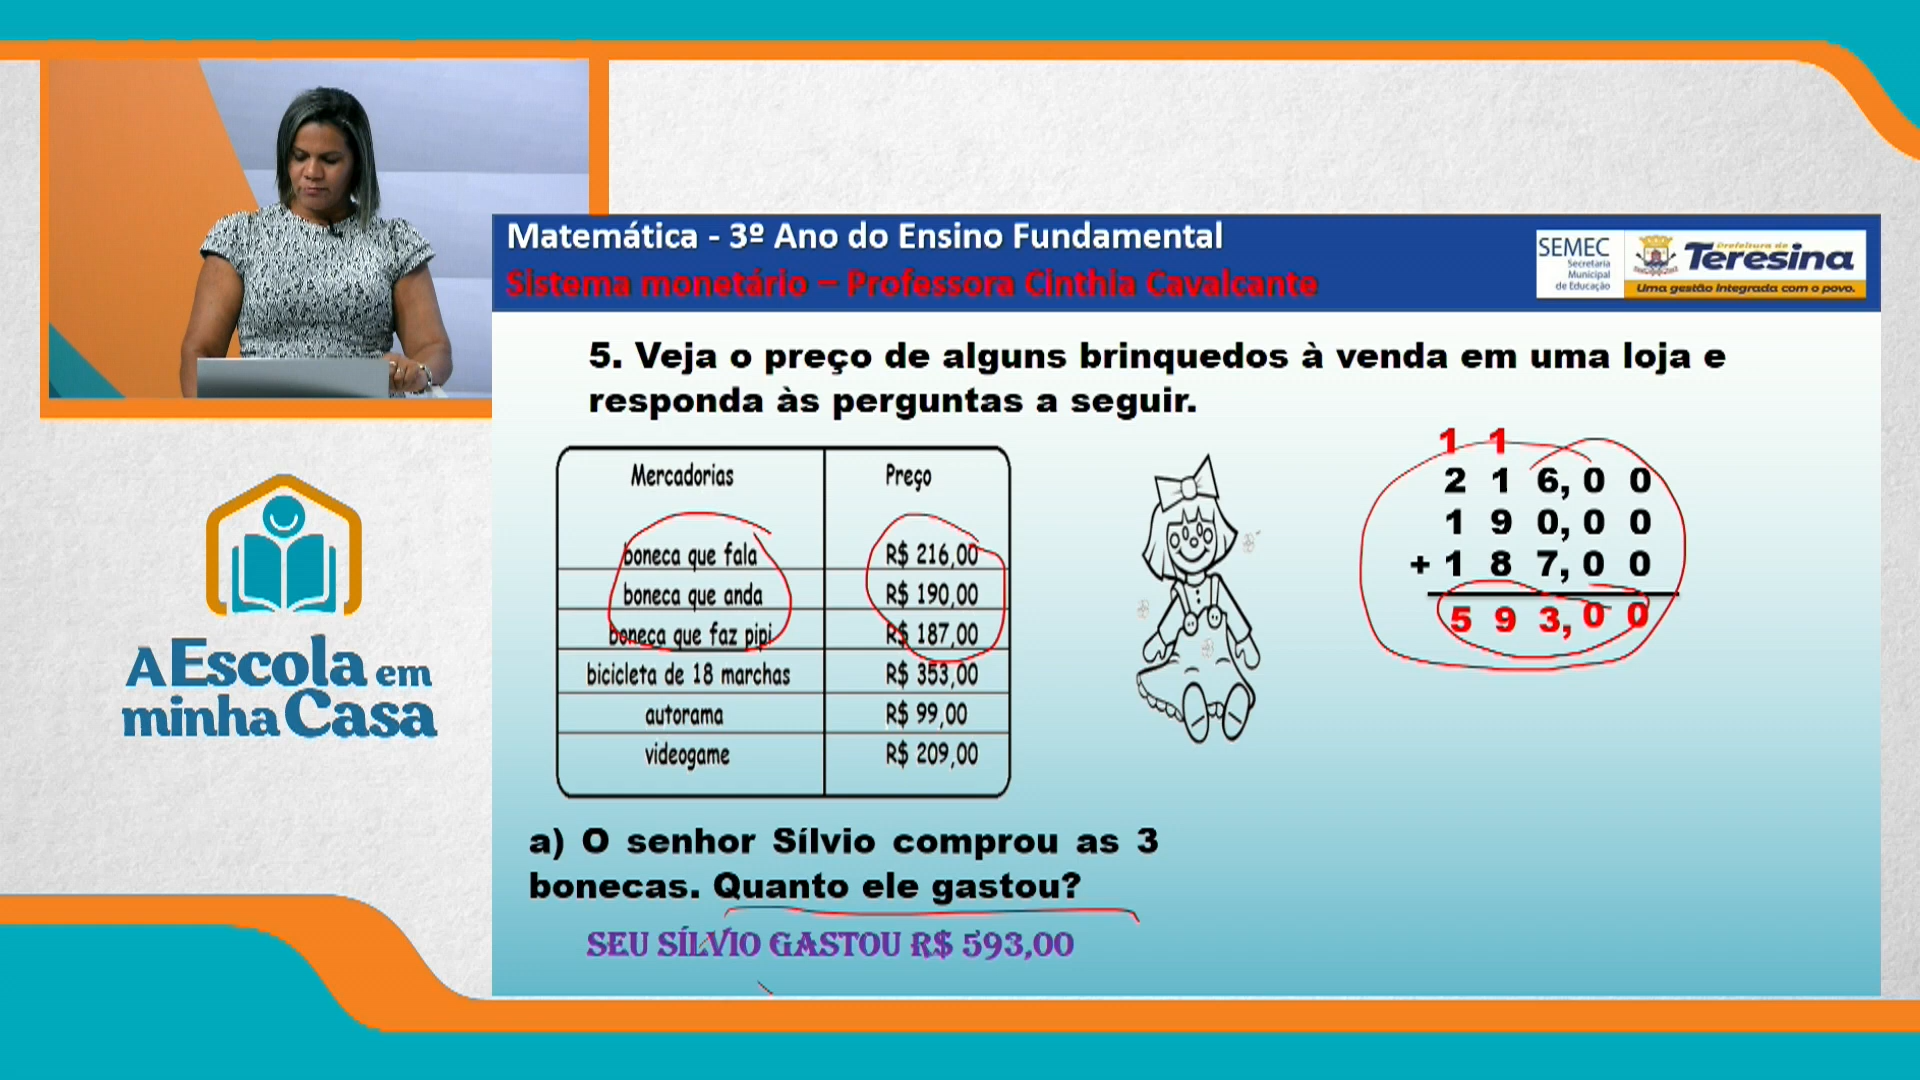 Matemática - 3º Ano do Ensino Fundamental
Sistema monetário – Professora Cinthia Cavalcante
SEMEC
Secretaria
Municipal
de Educação
Prefeitura de
Teresina
Uma gestão integrada com o povo.
5. Veja o preço de alguns brinquedos à venda em uma loja e
responda às perguntas a seguir.
Mercadorias Preço
boneca que fala R$ 216,00
boneca que anda R$ 190,00
boneca que faz pipi R$ 187,00
bicicleta de 18 marchas R$ 353,00
autorama R$ 99,00
videogame R$ 209,00
1 1
2 1 6,0 0
1 9 0,0 0
+ 1 8 7,0 0
5 9 3,0 0
a) O senhor Sílvio comprou as 3
bonecas. Quanto ele gastou?
SEU SÍLVIO GASTOU R$ 593,00
A Escola em
minha Casa